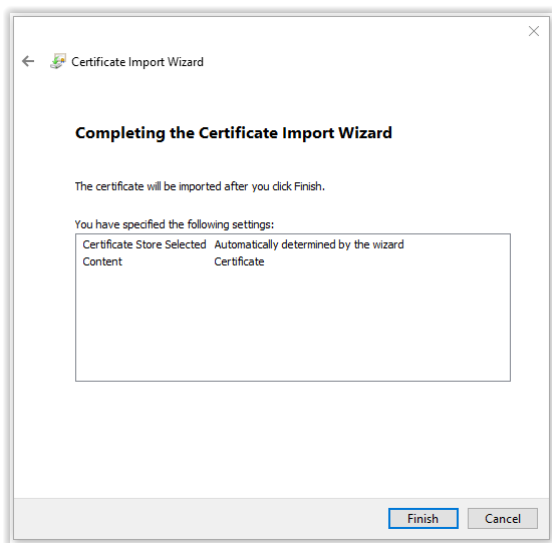 Certificate Import Wizard
Completing the Certificate Import Wizard
The certificate will be imported after you click Finish.
You have specified the following settings:
Certificate Store Selected Automatically determined by the wizard
Content Certificate
Finish Cancel